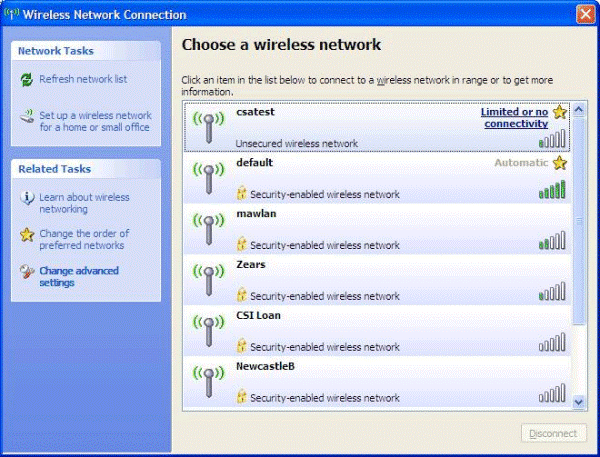 Wireless Network Connection
Network Tasks
Refresh network list
Set up a wireless network
for a home or small office
Related Tasks
Learn about wireless
networking
Change the order of
preferred networks
Change advanced
settings
Choose a wireless network
Click an item in the list below to connect to a wireless network in range or to get more
information.
csatest
Limited or no
connectivity
Unsecured wireless network
default
Automatic
Security-enabled wireless network
mawlan
Security-enabled wireless network
Zears
Security-enabled wireless network
CSI Loan
Security-enabled wireless network
NewcastleB
Security-enabled wireless network
Disconnect